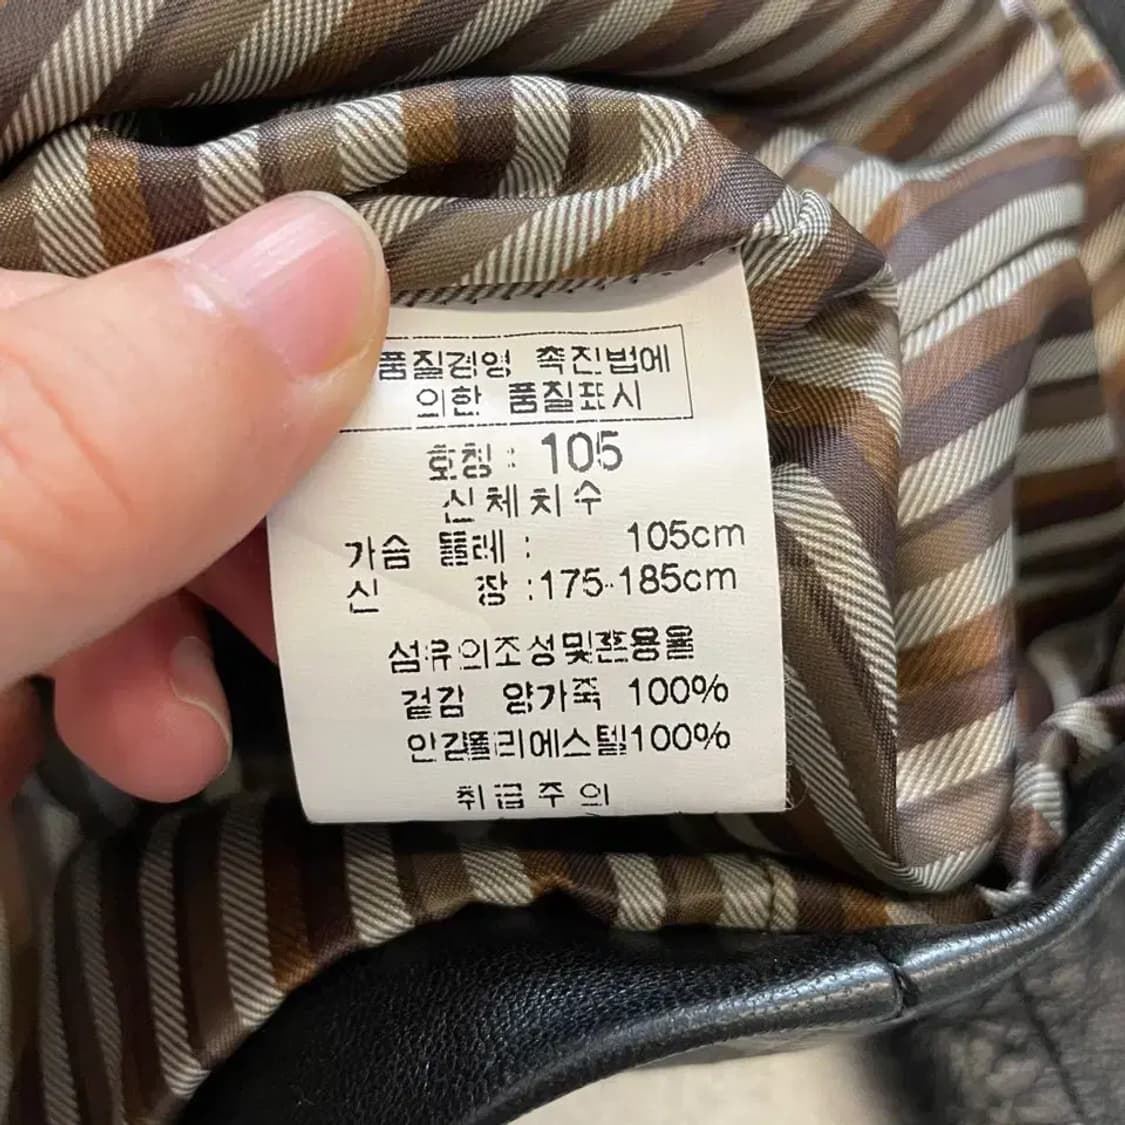 품질경영 촉진법에
의한 품질표시
호칭 : 105
신체치수
가슴 둘레 : 105cm
신 장 : 175-185cm
섬유의조성및혼용율
겉감 양가죽 100%
안감폴리에스텔100%
취급주의